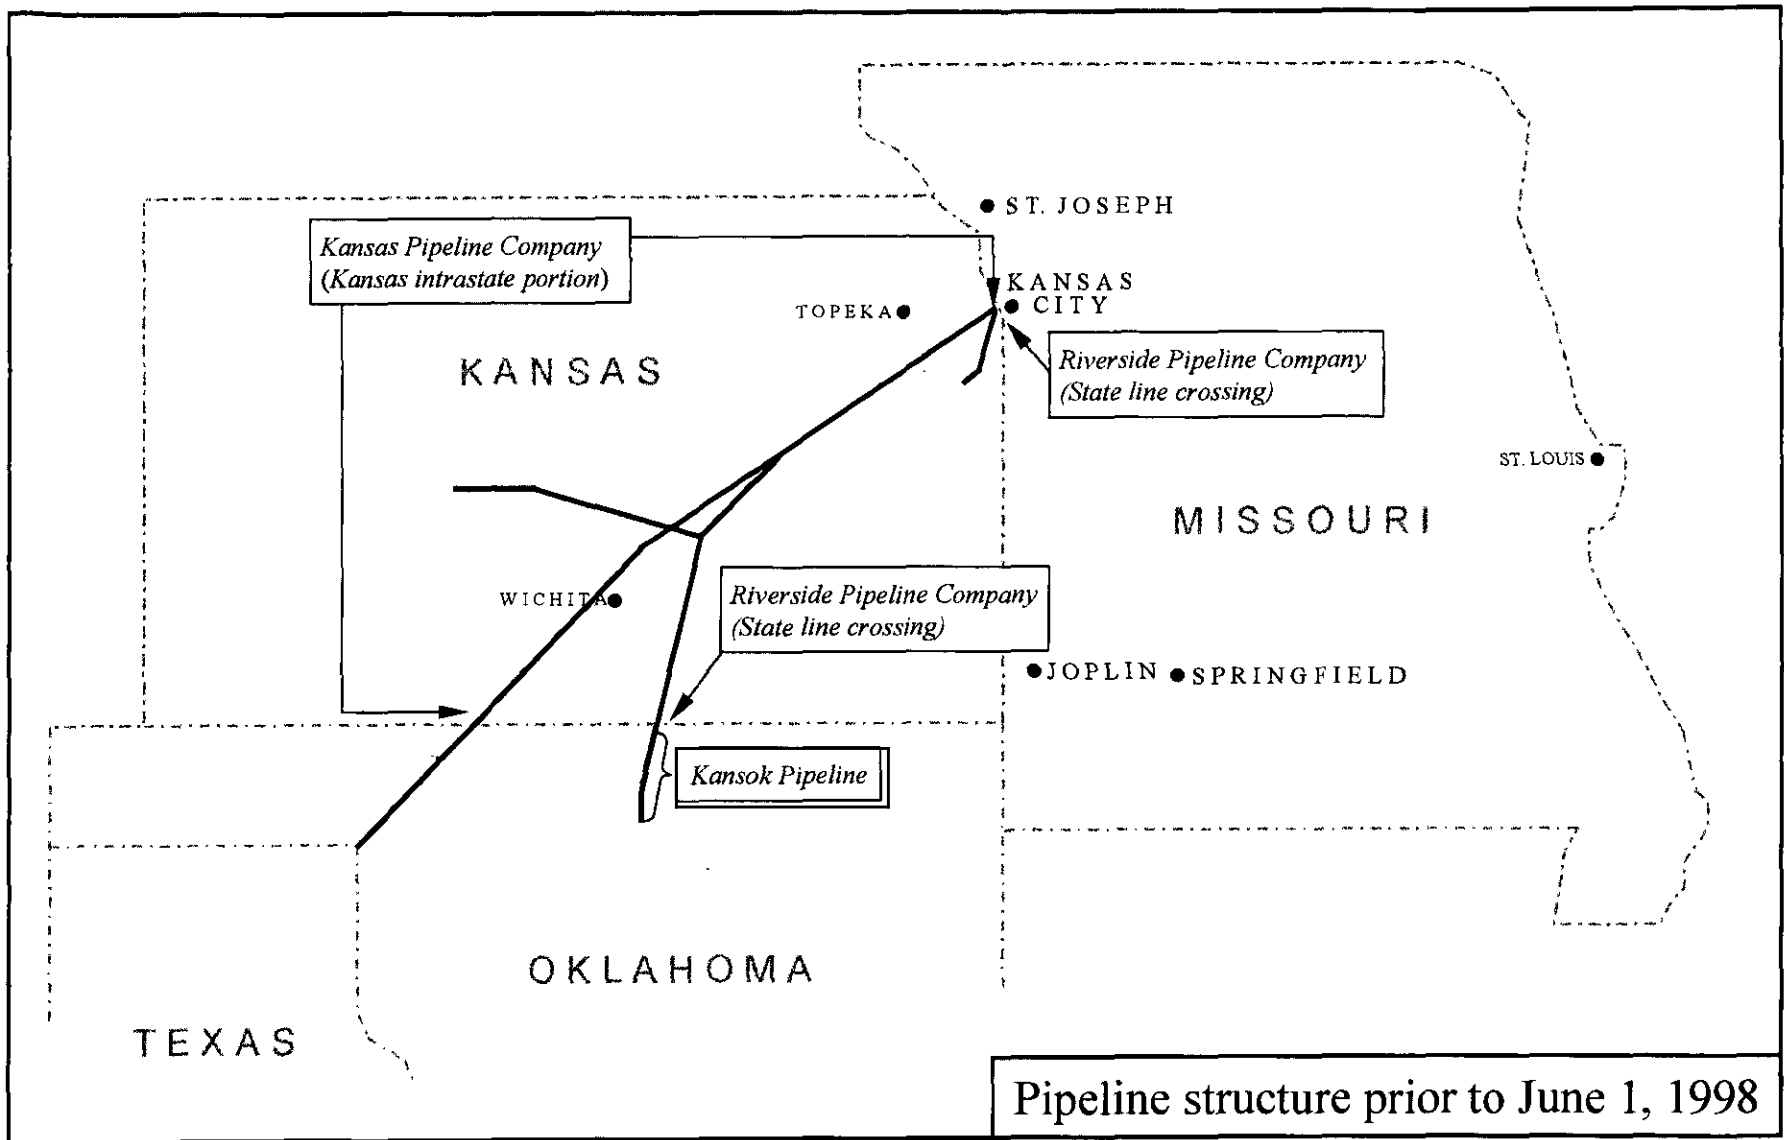 ST. JOSEPH
Kansas Pipeline Company
(Kansas intrastate portion)
KANSAS
CITY
TOPEKA
Riverside Pipeline Company
(State line crossing)
KANSAS
ST. LOUIS
MISSOURI
WICHITA
Riverside Pipeline Company
(State line crossing)
JOPLIN
SPRINGFIELD
Kansok Pipeline
OKLAHOMA
TEXAS
Pipeline structure prior to June 1, 1998